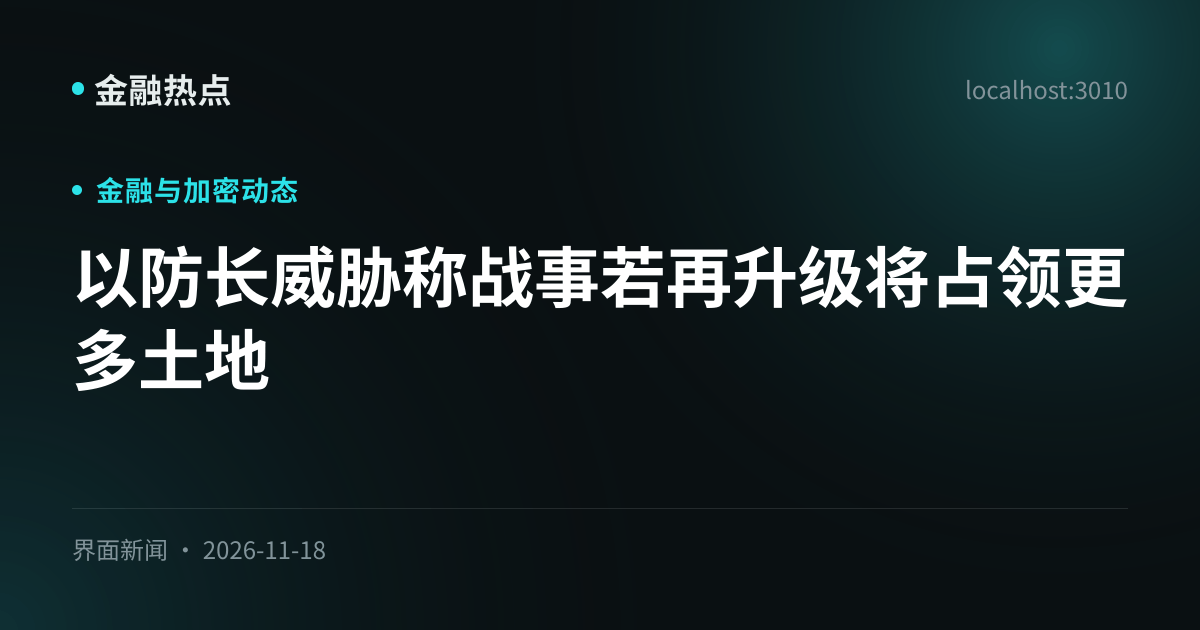 金融热点
localhost:3010
金融与加密动态
以防长威胁称战事若再升级将占领更
多土地
界面新闻 • 2026-11-18